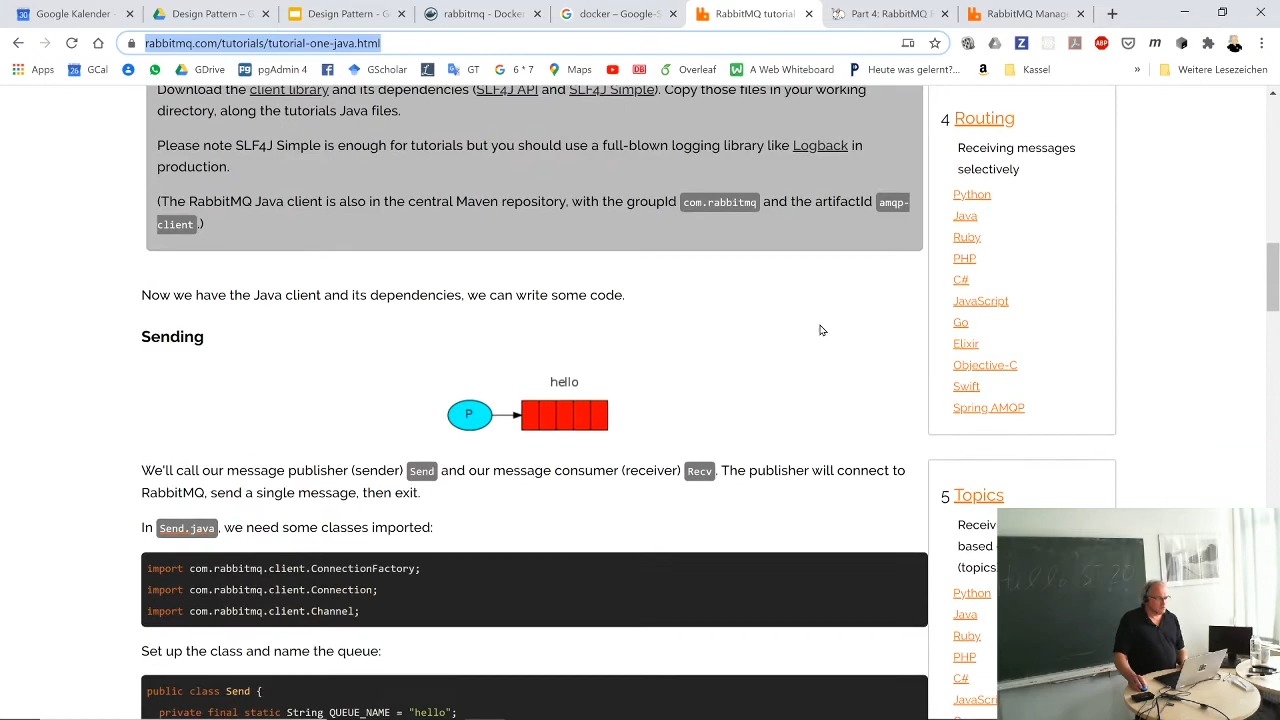 Google Kalender -
Design Pattern -
Design Pattern -
rabbitmq - Docke
docker – Google-S
RabbitMQ tutorial
Part 4: RabbitMQ E
RabbitMQ Manage
rabbitmq.com/tutorials/tutorial-one-java.html
Apps
GCal
GDrive
pgAdmin 4
GScholar
GT
6 * 7
Maps
Overleaf
A Web Whiteboard
Heute was gelernt?...
Kassel
»
Weitere Lesezeichen
Download the client library and its dependencies (SLF4J API and SLF4J Simple). Copy those files in your working
directory, along the tutorials Java files.
Please note SLF4J Simple is enough for tutorials but you should use a full-blown logging library like Logback in
production.
(The RabbitMQ Java client is also in the central Maven repository, with the groupId com.rabbitmq and the artifactId amqp-
client.)
Now we have the Java client and its dependencies, we can write some code.
Sending
hello
P
We'll call our message publisher (sender) Send and our message consumer (receiver) Recv. The publisher will connect to
RabbitMQ, send a single message, then exit.
In Send.java, we need some classes imported:
import com.rabbitmq.client.ConnectionFactory;
import com.rabbitmq.client.Connection;
import com.rabbitmq.client.Channel;
Set up the class and name the queue:
public class Send {
private final static String QUEUE_NAME = "hello";
4 Routing
Receiving messages
selectively
Python
Java
Ruby
PHP
C#
JavaScript
Go
Elixir
Objective-C
Swift
Spring AMQP
5 Topics
Receiv
based
(topics
Python
Java
Ruby
PHP
C#
JavaScri